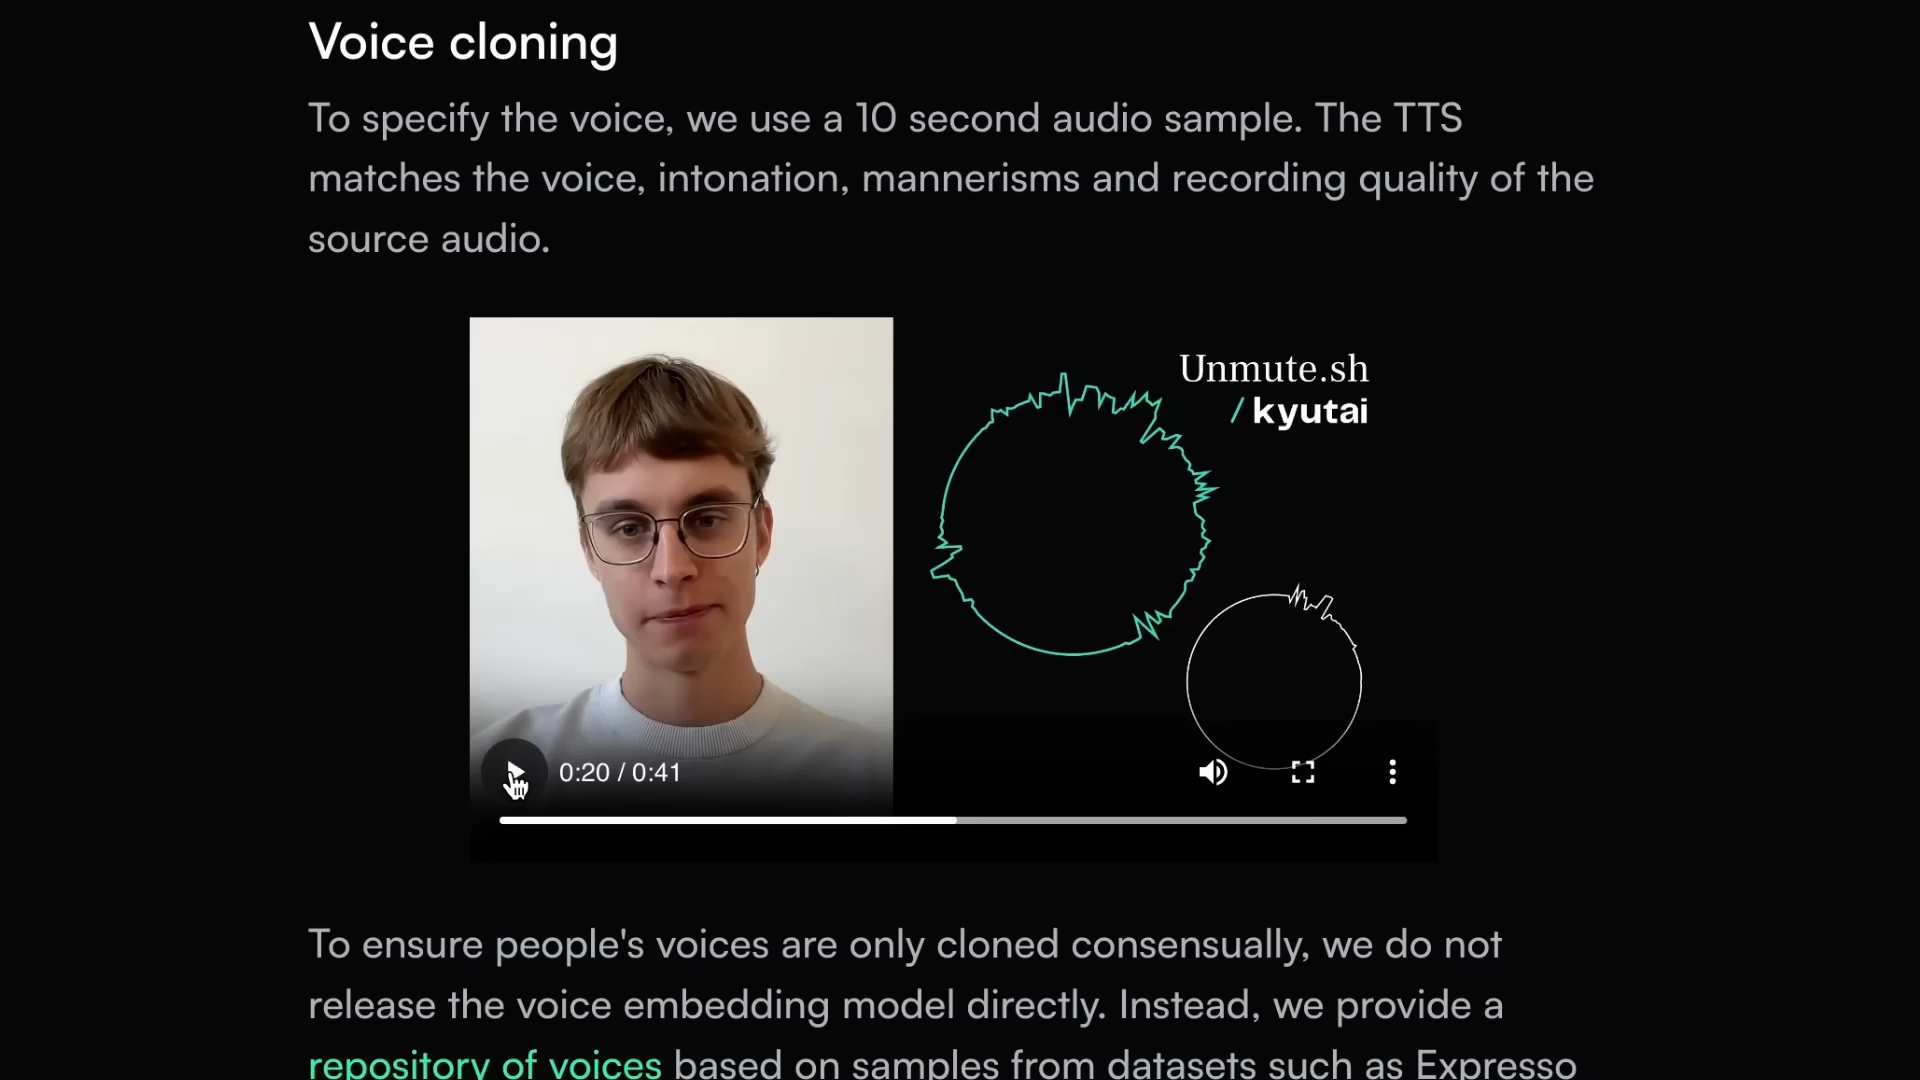 Voice cloning
To specify the voice, we use a 10 second audio sample. The TTS
matches the voice, intonation, mannerisms and recording quality of the
source audio.
Unmute.sh
/ kyutai
0:20 / 0:41
To ensure people's voices are only cloned consensually, we do not
release the voice embedding model directly. Instead, we provide a
repository of voices based on samples from datasets such as Expresso